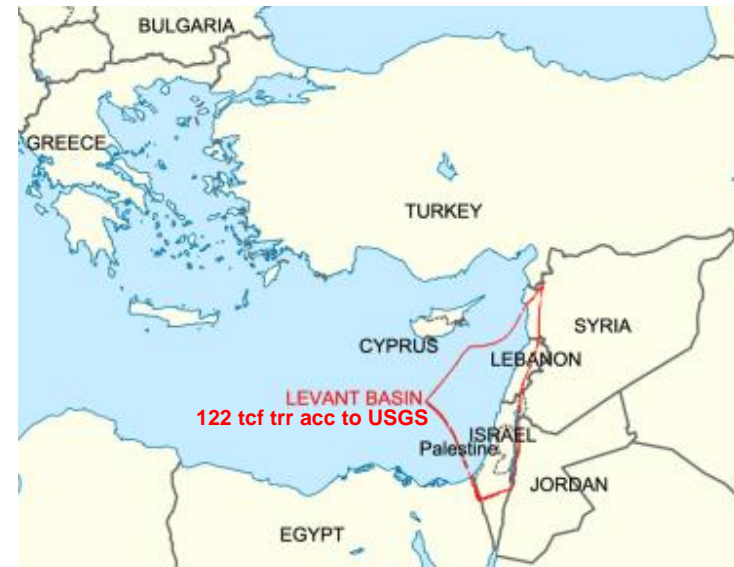 BULGARIA
GREECE
TURKEY
CYPRUS
SYRIA
LEBANON
LEVANT BASIN
122 tcf trr acc to USGS
ISRAEL
Palestine
JORDAN
EGYPT